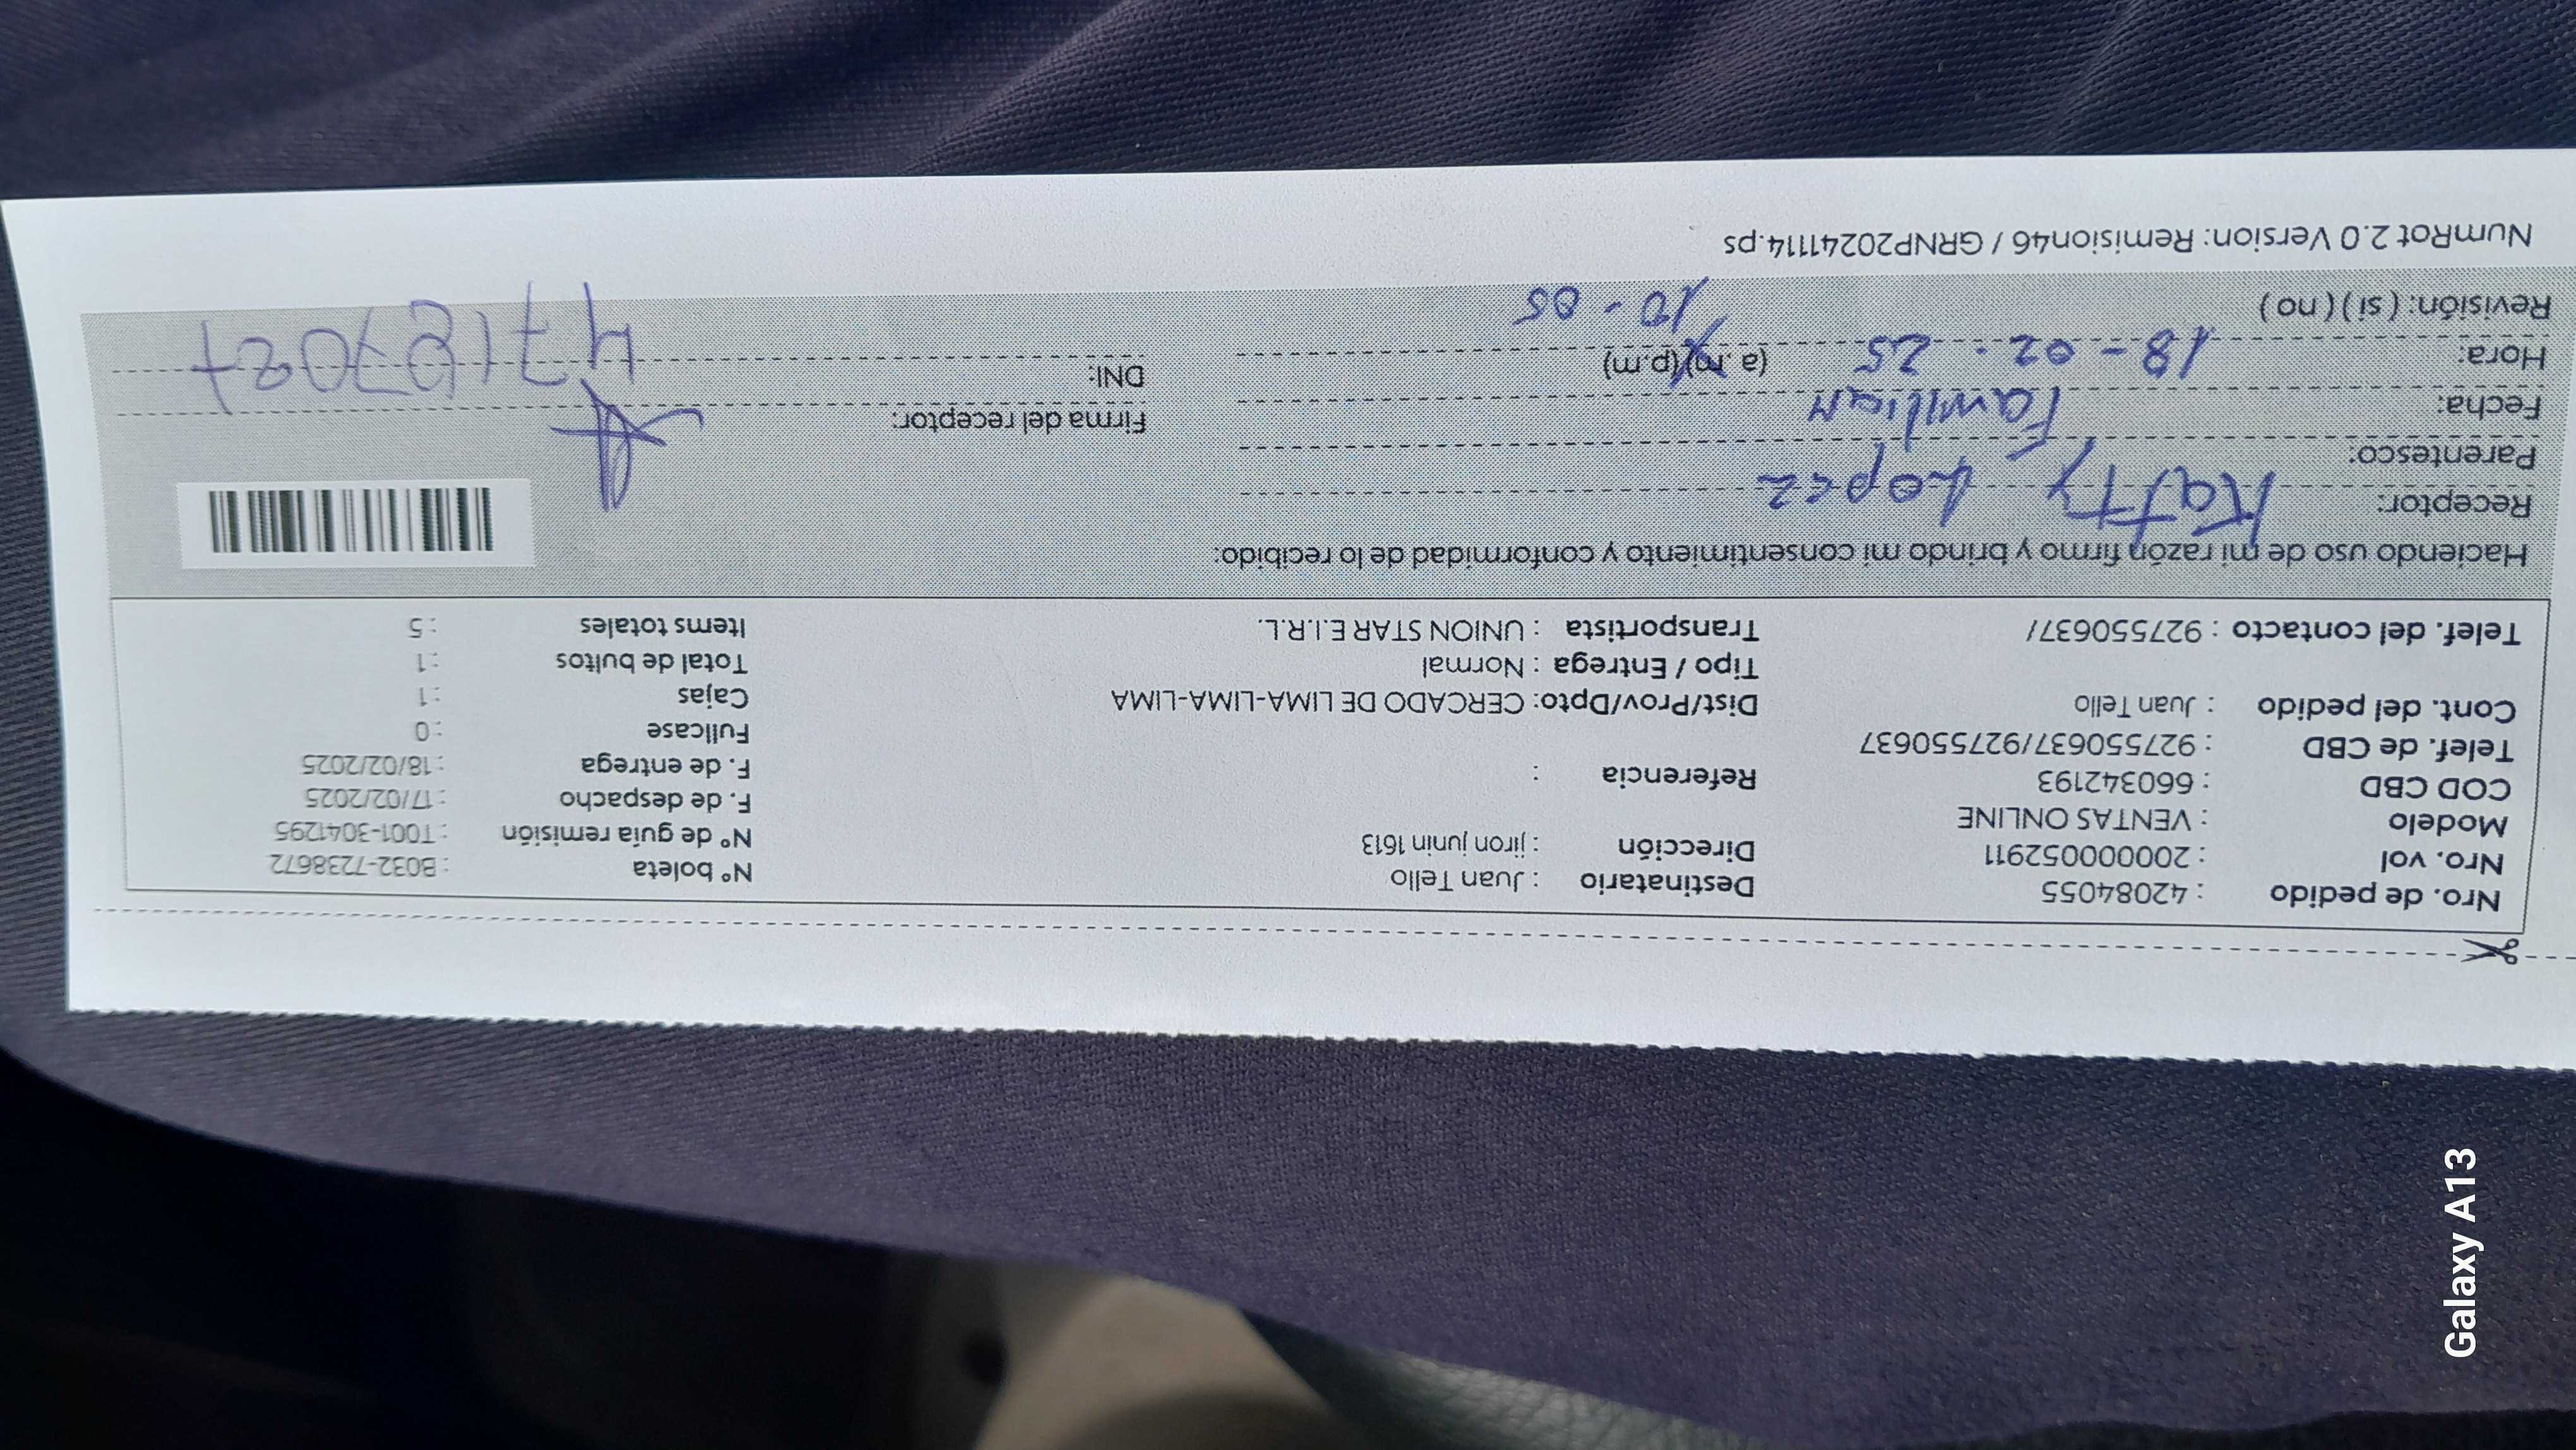 Nro. de pedido : 42084055
Nro. vol : 20000052911
Modelo : VENTAS ONLINE
COD CBD : 660342193
Telef. de CBD : 927550637/927550637
Cont. del pedido : Juan Tello
Telef. del contacto : 927550637/
Destinatario : Juan Tello
Dirección : jiron junin 1613
Referencia :
Dist/Prov/Dpto: CERCADO DE LIMA-LIMA-LIMA
Tipo / Entrega : Normal
Transportista : UNION STAR E.I.R.L.
N° boleta : B032-7238672
N° de guía remisión : T001-3041295
F. de despacho : 17/02/2025
F. de entrega : 18/02/2025
Fullcase : 0
Cajas : 1
Total de bultos : 1
Items totales : 5
Haciendo uso de mi razón firmo y brindo mi consentimiento y conformidad de lo recibido:
Receptor: Katty Lopez
Parentesco: Familiar
Fecha: 18-02-25
Hora: (a.m)(p.m) 10-05
Revisión: ( si ) ( no )
Firma del receptor:
DNI:
NumRot 2.0 Version: Remision46 / GRNP20241114.ps
Galaxy A13